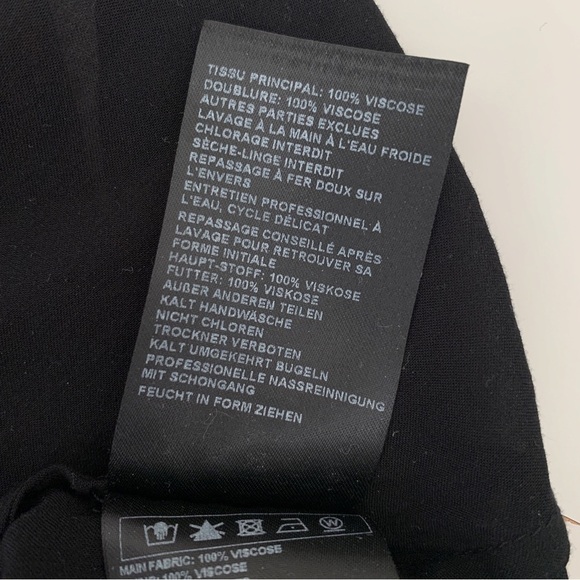 TISSU PRINCIPAL: 100% VISCOSE
DOUBLURE: 100% VISCOSE
AUTRES PARTIES EXCLUES
LAVAGE À LA MAIN À L'EAU FROIDE
CHLORAGE INTERDIT
SÈCHE-LINGE INTERDIT
REPASSAGE À FER DOUX SUR
L'ENVERS
ENTRETIEN PROFESSIONNEL À
L'EAU, CYCLE DÉLICAT
REPASSAGE CONSEILLÉ APRÈS
LAVAGE POUR RETROUVER SA
FORME INITIALE
HAUPT-STOFF: 100% VISKOSE
FUTTER: 100% VISKOSE
AUßER ANDEREN TEILEN
KALT HANDWÄSCHE
NICHT CHLOREN
TROCKNER VERBOTEN
KALT UMGEKEHRT BUGELN
PROFESSIONELLE NASSREINNIGUNG
MIT SCHONGANG
FEUCHT IN FORM ZIEHEN
W
MAIN FABRIC: 100% VISCOSE
100% VISCOSE